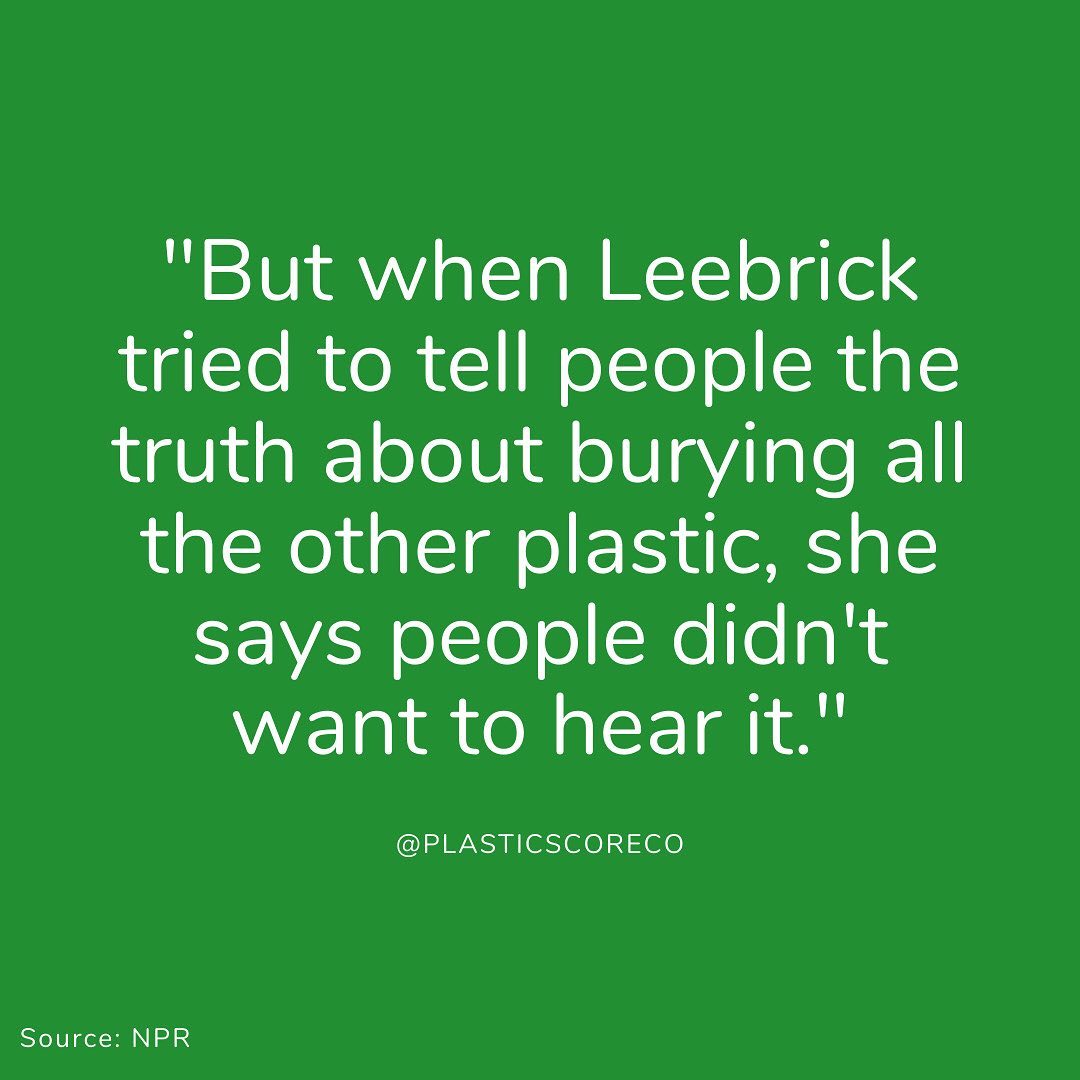 "But when Leebrick
tried to tell people the
truth about burying all
the other plastic, she
says people didn't
want to hear it."
@PLASTICSCORECO
Source: NPR